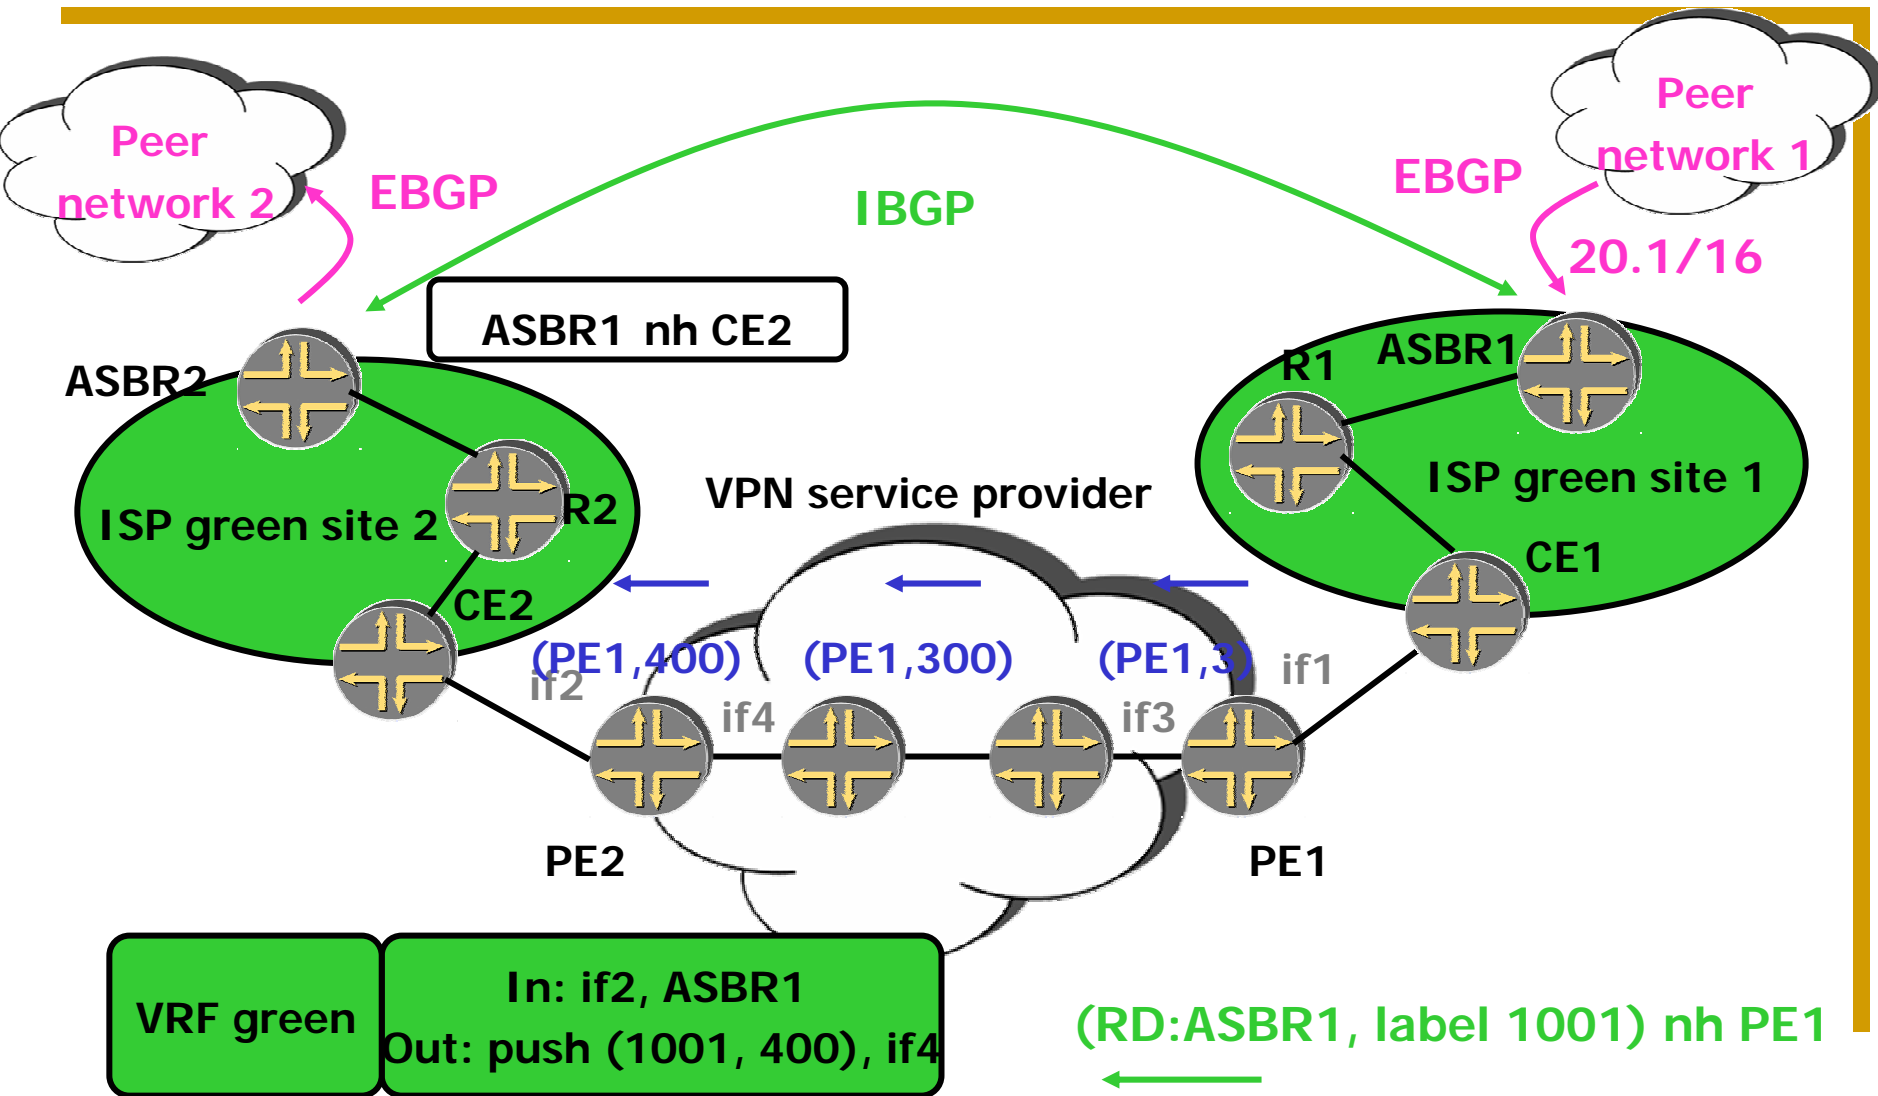 Peer
network 1
Peer
network 2
EBGP
EBGP
IBGP
20.1/16
ASBR1 nh CE2
ASBR2
R1
ASBR1
ISP green site 1
VPN service provider
R2
ISP green site 2
CE1
CE2
(PE1,400)
(PE1,300)
(PE1,3)
if1
if2
if4
if3
PE2
PE1
VRF green
In: if2, ASBR1
Out: push (1001, 400), if4
(RD:ASBR1, label 1001) nh PE1